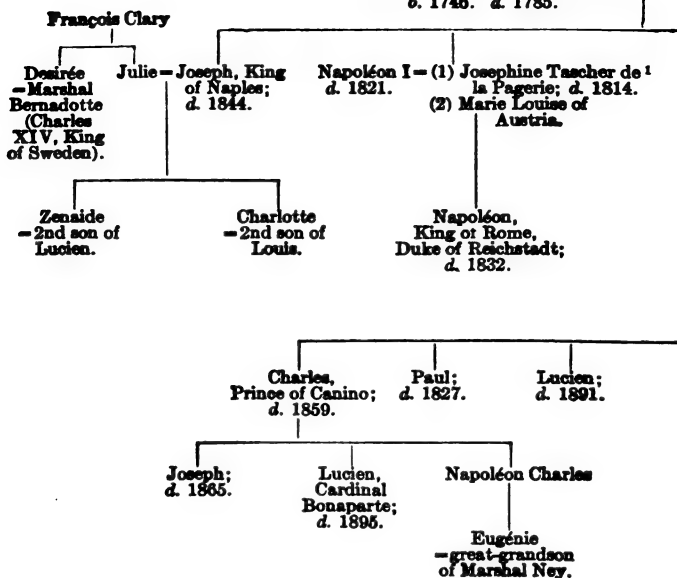 b. 1746. d. 1785.
François Clary
Desirée
=Marshal
Bernadotte
(Charles
XIV, King
of Sweden).
Julie = Joseph, King
of Naples;
d. 1844.
Napoléon I = (1) Josephine Tascher de ¹
la Pagerie; d. 1814.
(2) Marie Louise of
Austria.
Zenaide
=2nd son of
Lucien.
Charlotte
=2nd son of
Louis.
Napoléon,
King of Rome,
Duke of Reichstadt;
d. 1832.
Charles,
Prince of Canino;
d. 1859.
Paul;
d. 1827.
Lucien;
d. 1891.
Joseph;
d. 1865.
Lucien,
Cardinal
Bonaparte;
d. 1895.
Napoléon Charles
Eugénie
=great-grandson
of Marshal Ney.